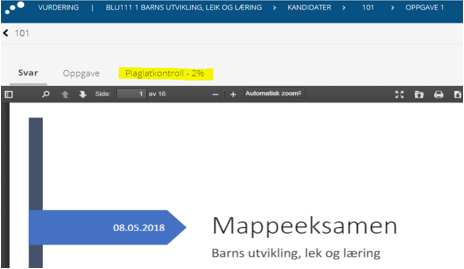 VURDERING | BLU111 1 BARNS UTVIKLING, LEIK OG LÆRING > KANDIDATER > 101 > OPPGAVE 1
101
Svar Oppgave Plagiatkontroll - 2%
Side: 1 av 16 Automatisk zoom
08.05.2018
Mappeeksamen
Barns utvikling, lek og læring